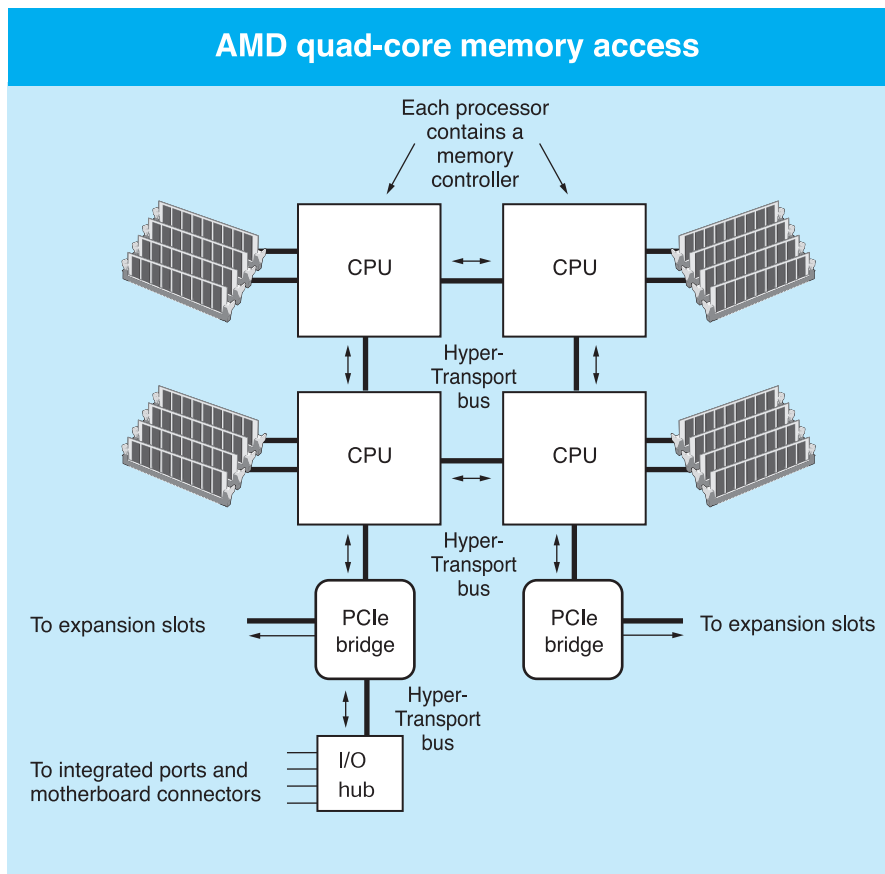 AMD quad-core memory access
Each processor
contains a
memory
controller
CPU
CPU
Hyper-
Transport
bus
CPU
CPU
Hyper-
Transport
bus
To expansion slots
PCIe
bridge
PCIe
bridge
To expansion slots
Hyper-
Transport
bus
To integrated ports and
motherboard connectors
I/O
hub